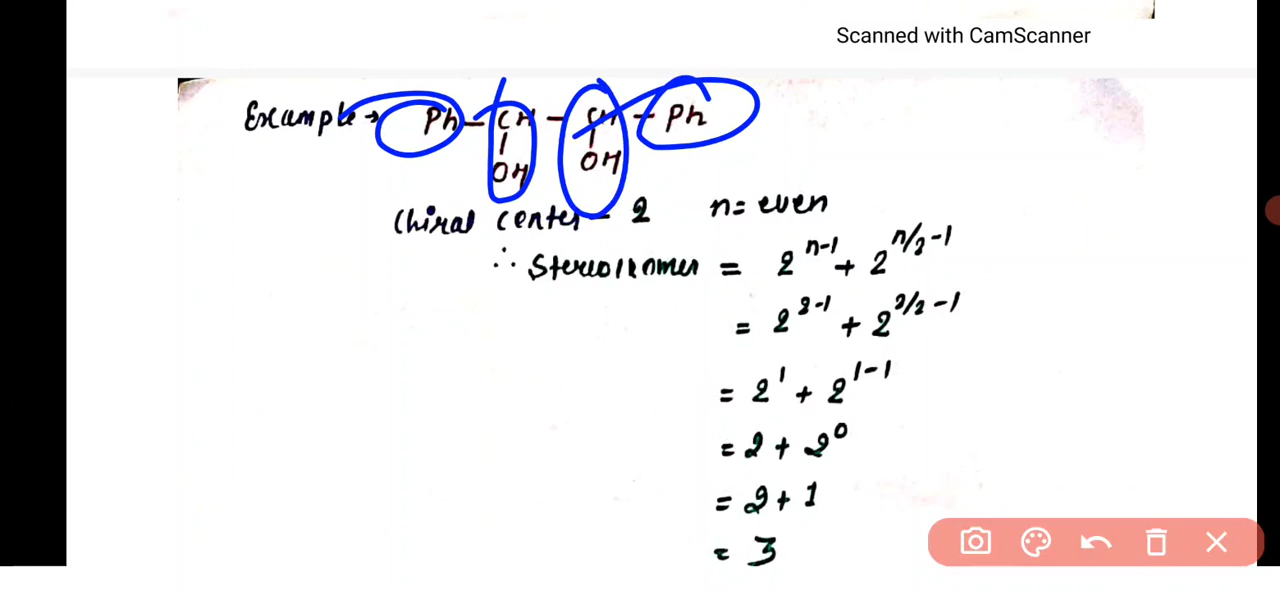 Scanned with CamScanner
Example → Ph – CH – CH – Ph
OH OH
Chiral center – 2 n = even
∴ Stereoisomer = 2^{n-1} + 2^{n/2-1}
= 2^{2-1} + 2^{2/2-1}
= 2^1 + 2^{1-1}
= 2 + 2^0
= 2 + 1
= 3